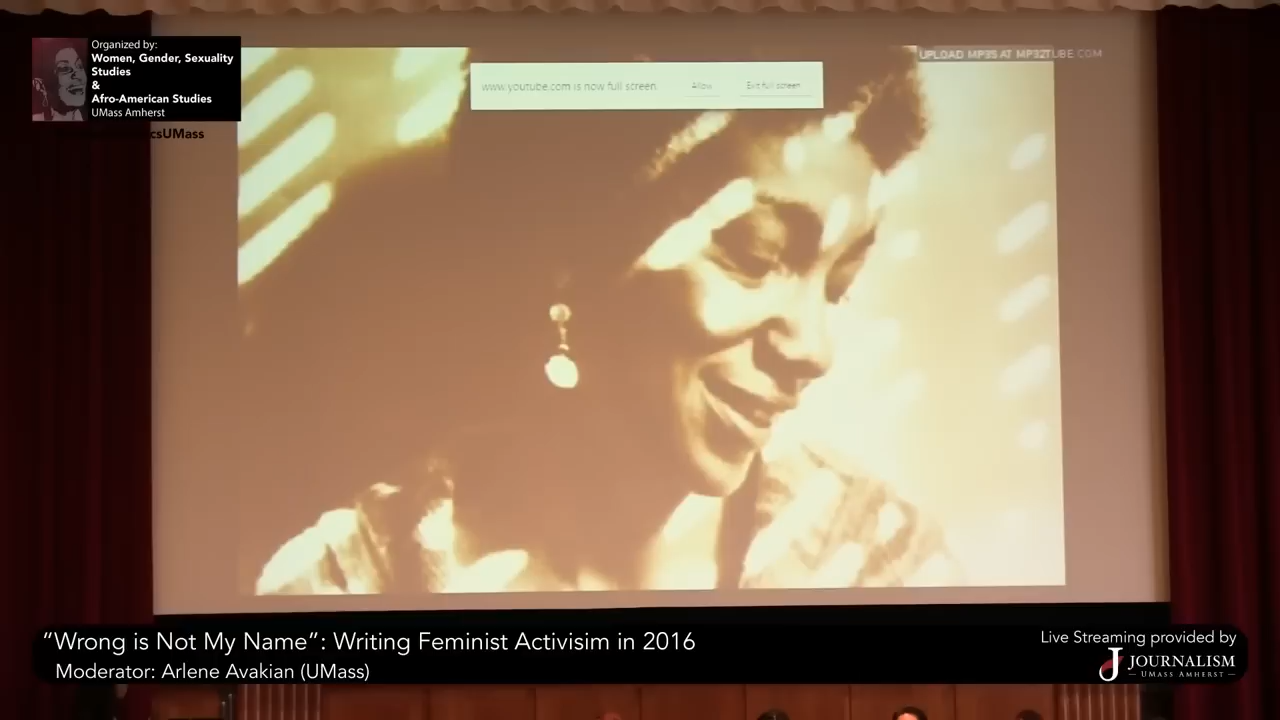 Organized by:
Women, Gender, Sexuality
Studies
&
Afro-American Studies
UMass Amherst
csUMass
UPLOAD MP3S AT MP32TUBE.COM
www.youtube.com is now full screen.
Allow
Exit full screen
“Wrong is Not My Name”: Writing Feminist Activisim in 2016
Moderator: Arlene Avakian (UMass)
Live Streaming provided by
JOURNALISM
— UMASS AMHERST —